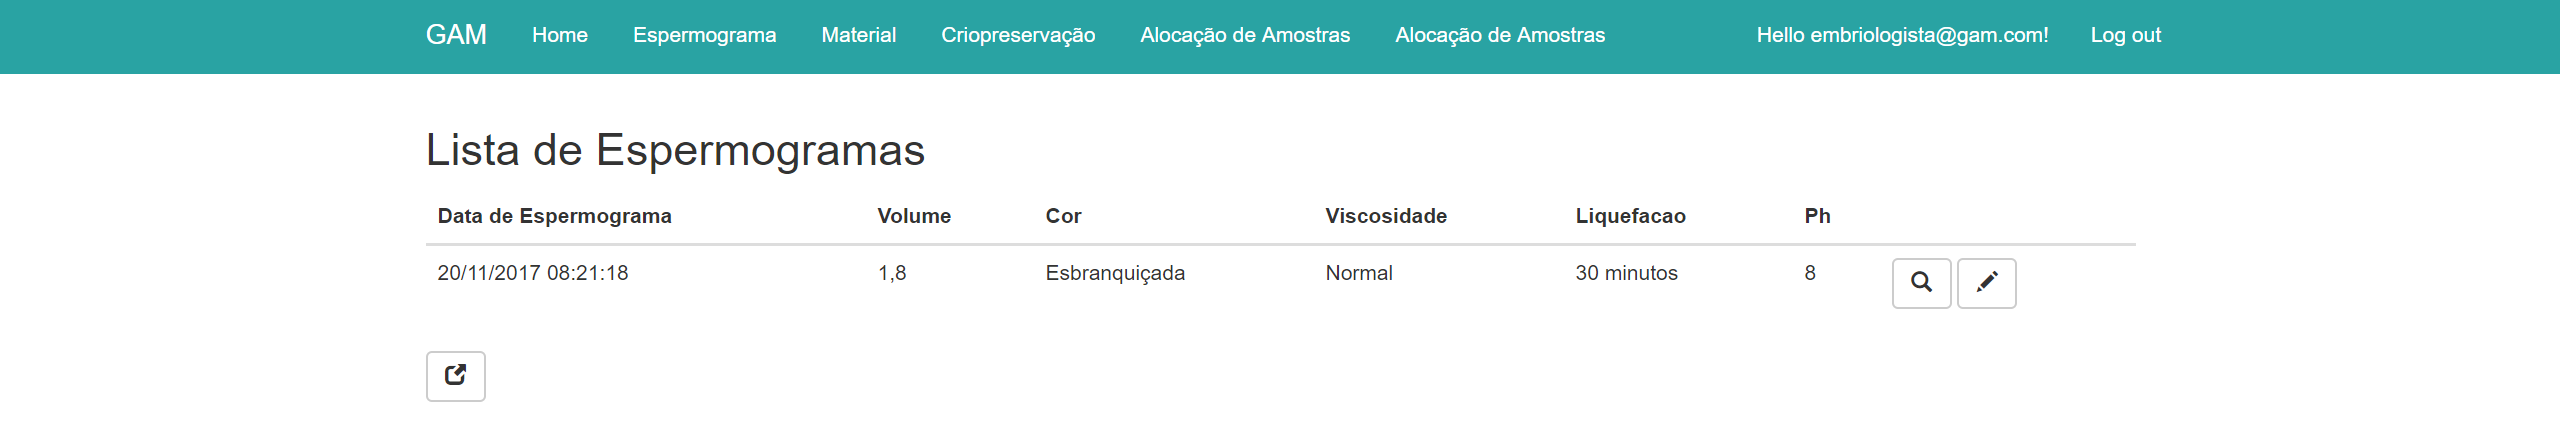 GAM Home Espermograma Material Criopreservação Alocação de Amostras Alocação de Amostras Hello embriologista@gam.com! Log out
Lista de Espermogramas
Data de Espermograma Volume Cor Viscosidade Liquefacao Ph
20/11/2017 08:21:18 1,8 Esbranquiçada Normal 30 minutos 8